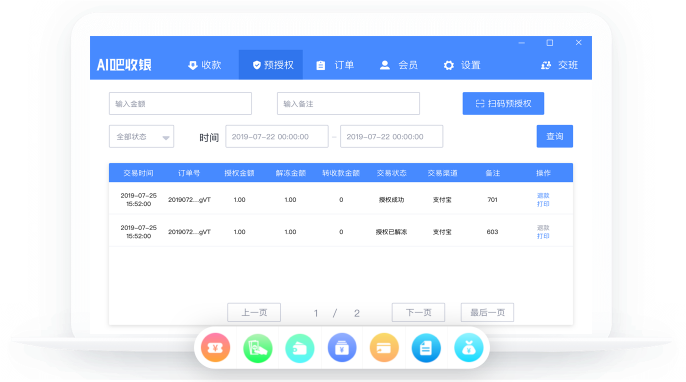 AI吧收银 收款 预授权 订单 会员 设置 交班
输入金额 输入备注 扫码预授权
全部状态 时间 2019-07-22 00:00:00 - 2019-07-22 00:00:00 查询
交易时间 订单号 授权金额 解冻金额 转收款金额 交易状态 交易渠道 备注 操作
2019-07-25 15:52:00 2019072...gVT 1.00 1.00 0 授权成功 支付宝 701 退款 打印
2019-07-25 15:52:00 2019072...gVT 1.00 1.00 0 授权已解冻 支付宝 603 退款 打印
上一页 1 / 2 下一页 最后一页